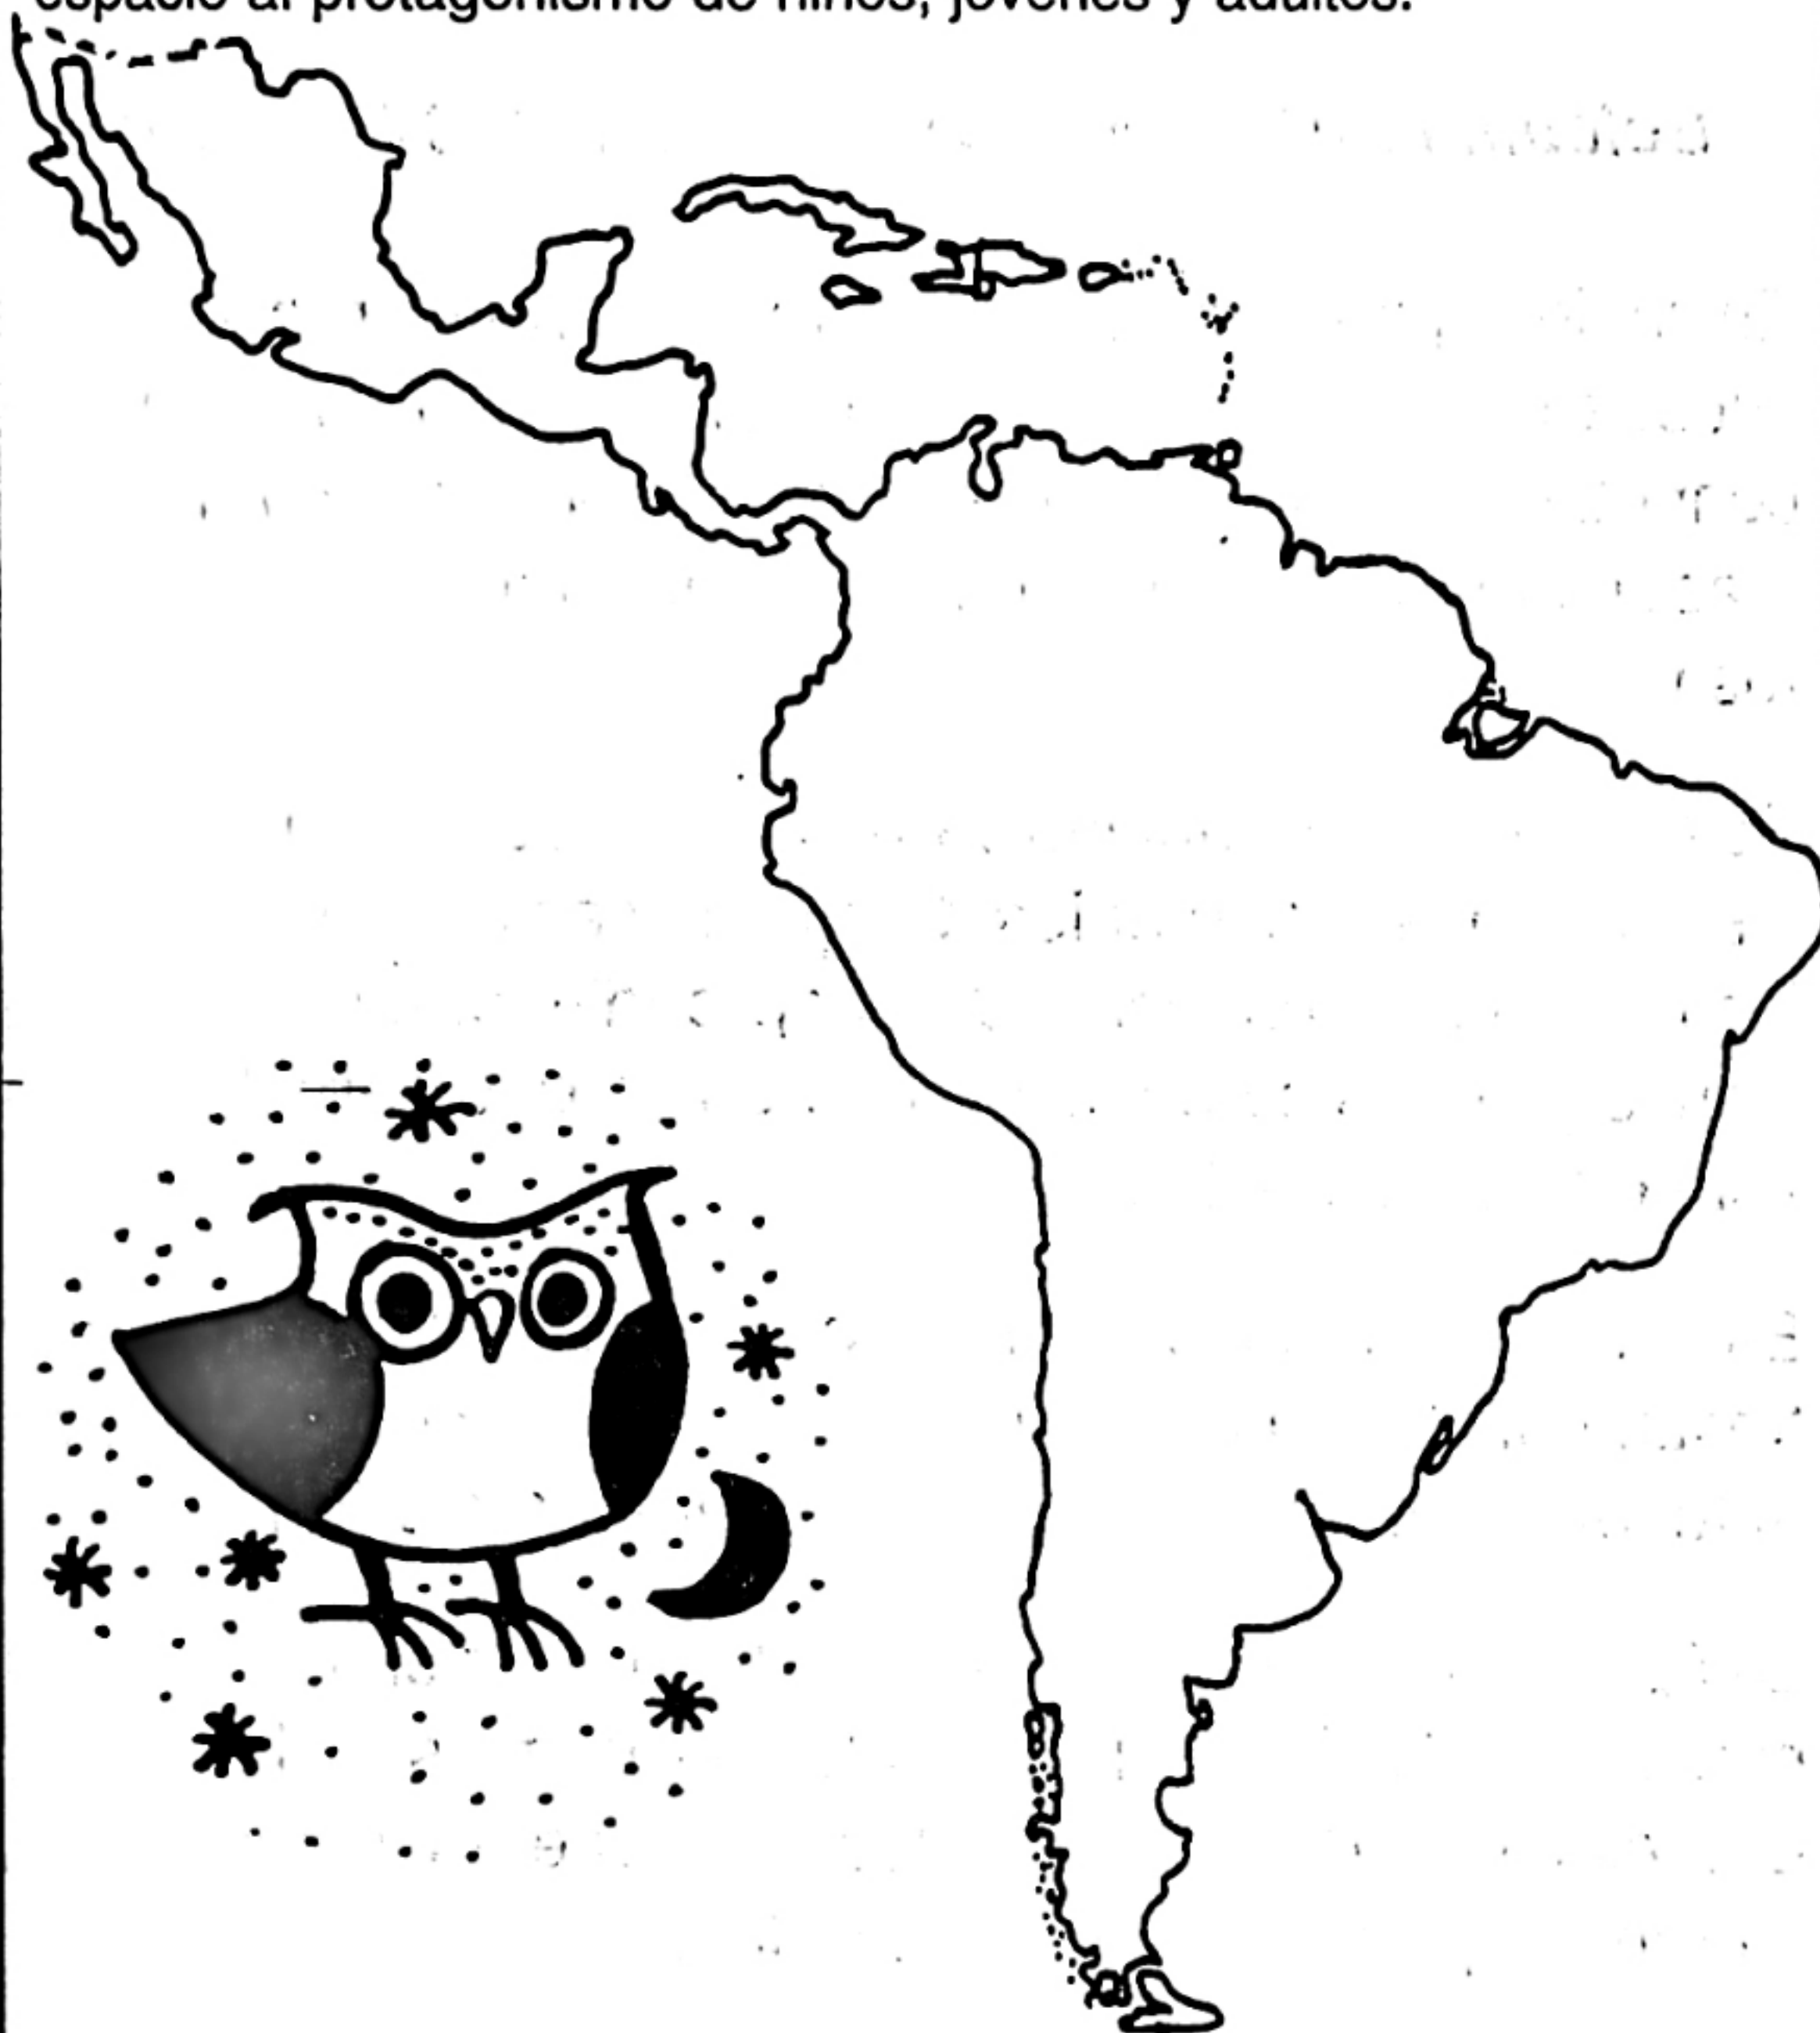 espacio al protagonismo de niños, jóvenes y adultos.